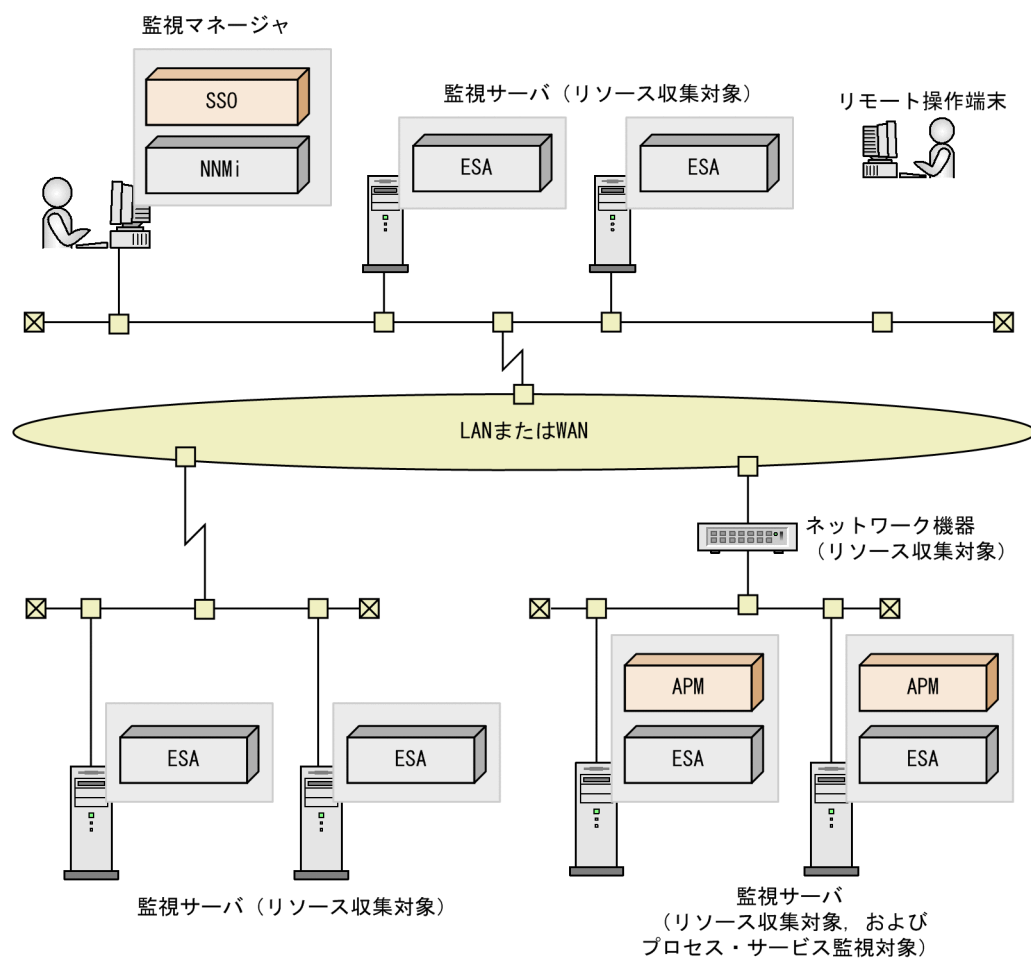 監視マネージャ
SSO
NNMi
監視サーバ（リソース収集対象）
ESA
ESA
リモート操作端末
LANまたはWAN
ネットワーク機器
（リソース収集対象）
ESA
ESA
監視サーバ（リソース収集対象）
APM
ESA
APM
ESA
監視サーバ
（リソース収集対象，および
プロセス・サービス監視対象）